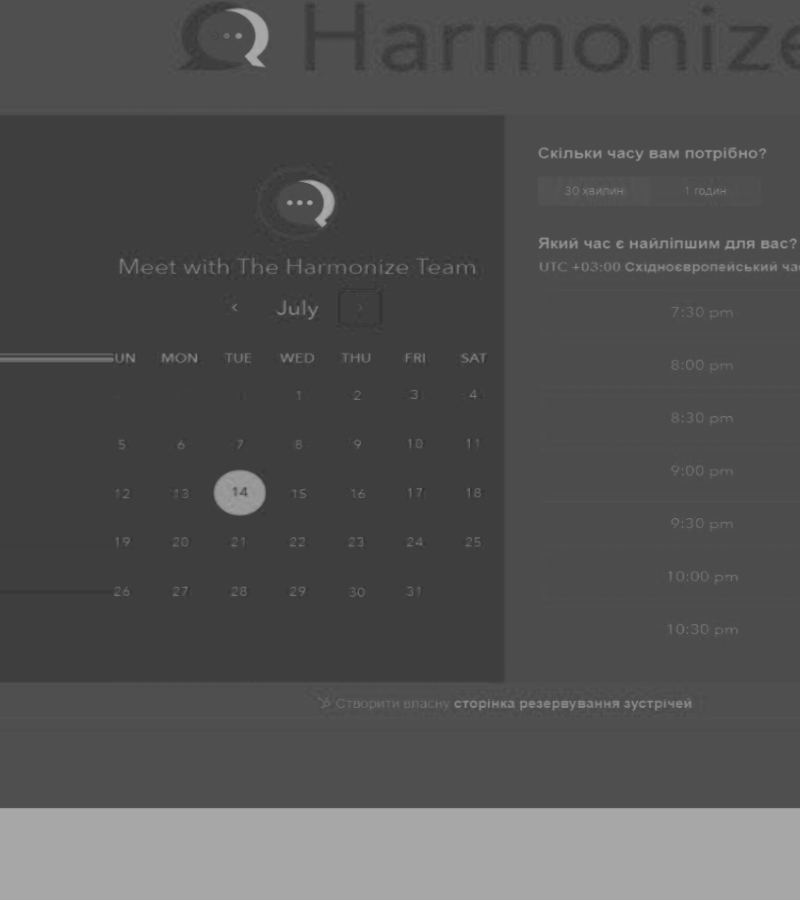 Harmonize
Meet with The Harmonize Team
July
UN MON TUE WED THU FRI SAT
1 2 3 4
5 6 7 8 9 10 11
12 13 14 15 16 17 18
19 20 21 22 23 24 25
26 27 28 29 30 31
Скільки часу вам потрібно?
30 хвилин 1 годин
Який час є найліпшим для вас?
UTC +03:00 Східноєвропейський
7:30 pm
8:00 pm
8:30 pm
9:00 pm
9:30 pm
10:00 pm
10:30 pm
Створити власну сторінка резервування зустрічей